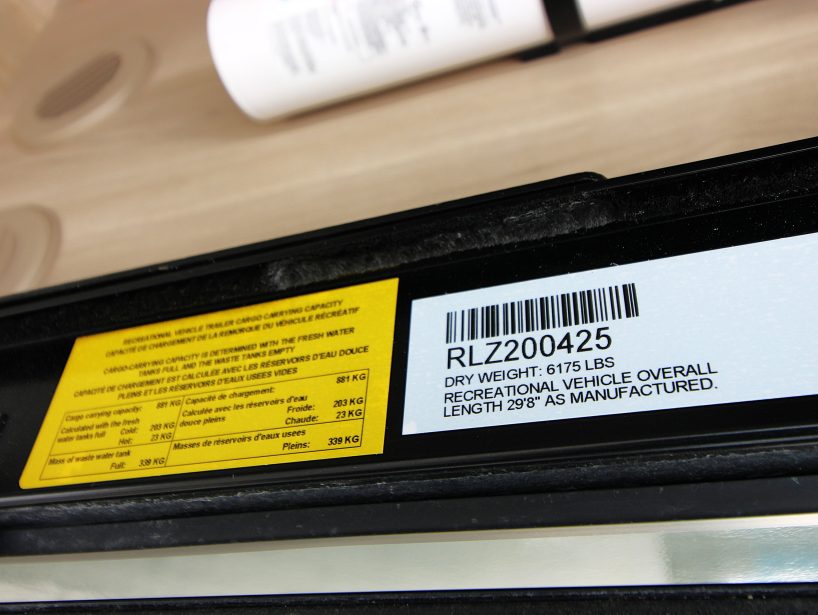 RECREATIONAL VEHICLE TRAILER CARGO CARRYING CAPACITY
CAPACITÉ DE CHARGEMENT DE LA REMORQUE DU VÉHICULE RÉCRÉATIF
CARGO-CARRYING CAPACITY IS DETERMINED WITH THE FRESH WATER
TANKS FULL AND THE WASTE TANKS EMPTY
CAPACITÉ DE CHARGEMENT EST CALCULÉE AVEC LES RÉSERVOIRS D'EAU DOUCE
PLEINS ET LES RÉSERVOIRS D'EAUX USEES VIDES
Cargo carrying capacity: 881 KG
Calculated with the fresh
water tanks full Cold: 203 KG
Hot: 23 KG
Mass of waste water tank
Full: 339 KG
Capacité de chargement: 881 KG
Calculée avec les réservoirs d'eau
douce pleins Froide: 203 KG
Chaude: 23 KG
Masses de réservoirs d'eaux usees
Pleins: 339 KG
RLZ200425
DRY WEIGHT: 6175 LBS
RECREATIONAL VEHICLE OVERALL
LENGTH 29'8" AS MANUFACTURED.